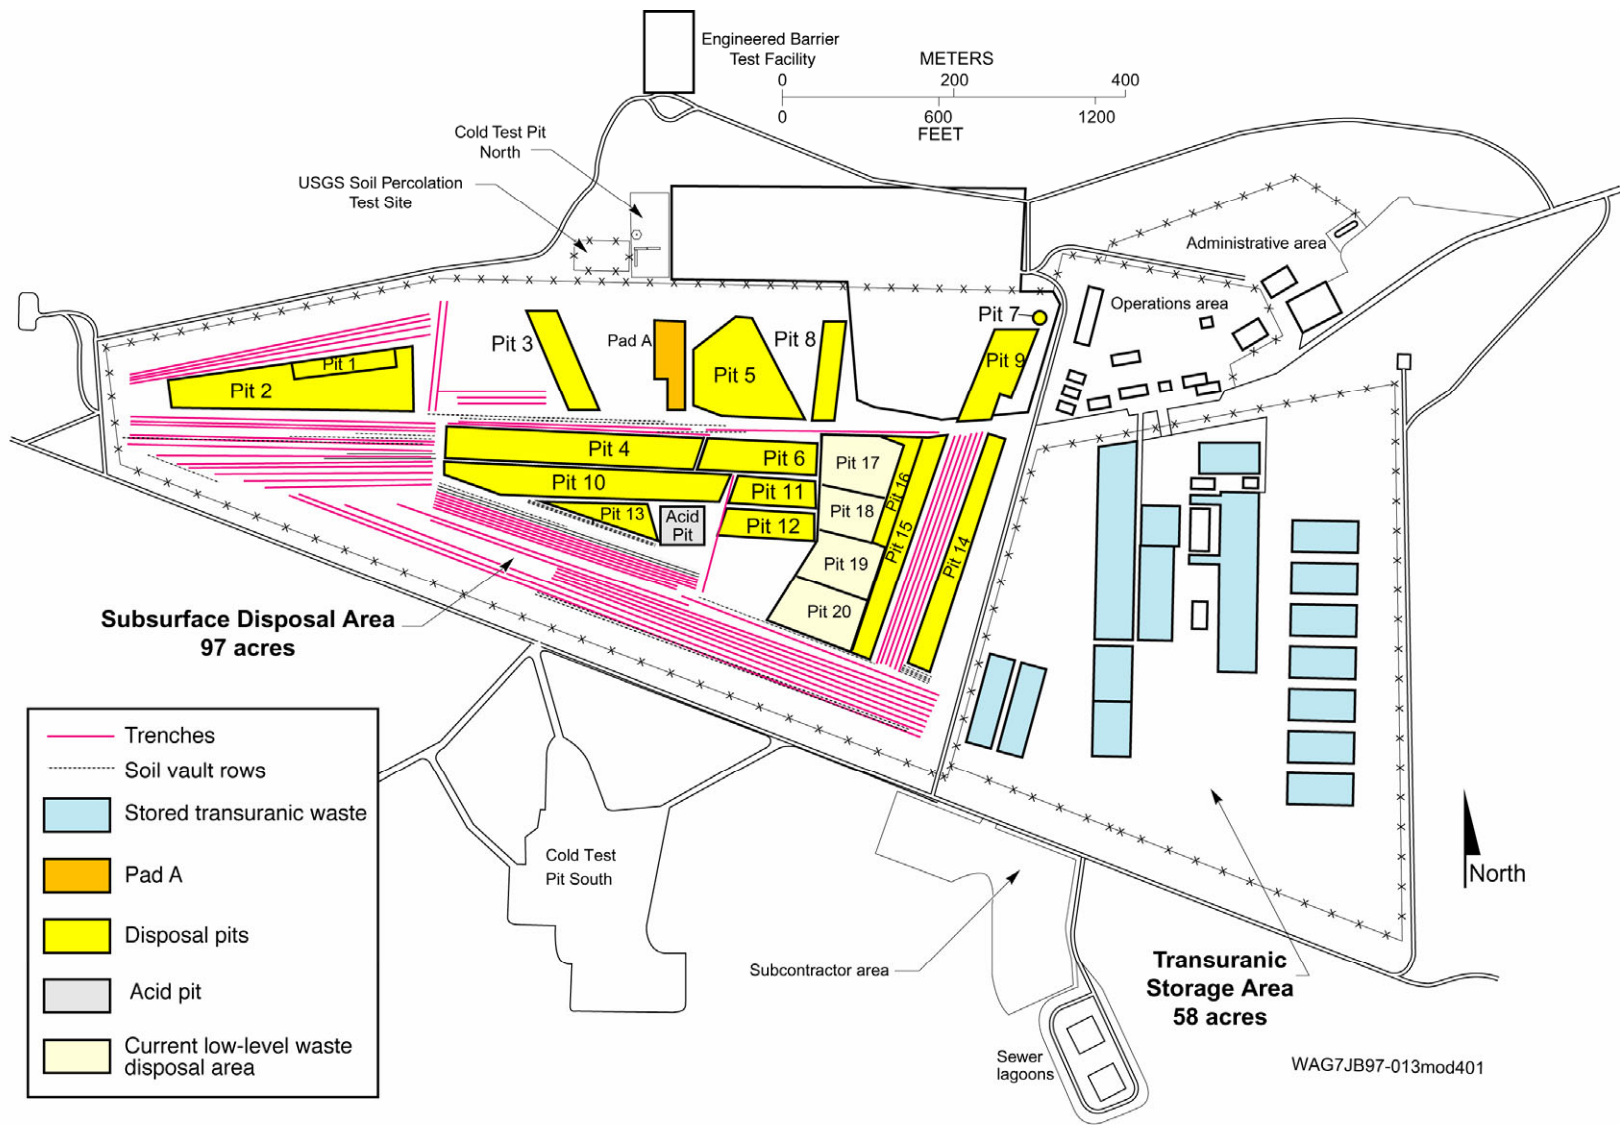 Engineered Barrier
Test Facility
METERS
0 200 400
0 600 1200
FEET
Cold Test Pit
North
USGS Soil Percolation
Test Site
Administrative area
Operations area
Pit 7
Pit 3
Pad A
Pit 8
Pit 5
Pit 9
Pit 1
Pit 2
Pit 4
Pit 6
Pit 17
Pit 16
Pit 10
Pit 11
Pit 18
Pit 13
Acid
Pit
Pit 12
Pit 15
Pit 14
Pit 19
Pit 20
Subsurface Disposal Area
97 acres
Trenches
Soil vault rows
Stored transuranic waste
Pad A
Disposal pits
Acid pit
Current low-level waste
disposal area
Cold Test
Pit South
Subcontractor area
Transuranic
Storage Area
58 acres
North
Sewer
lagoons
WAG7JB97-013mod401